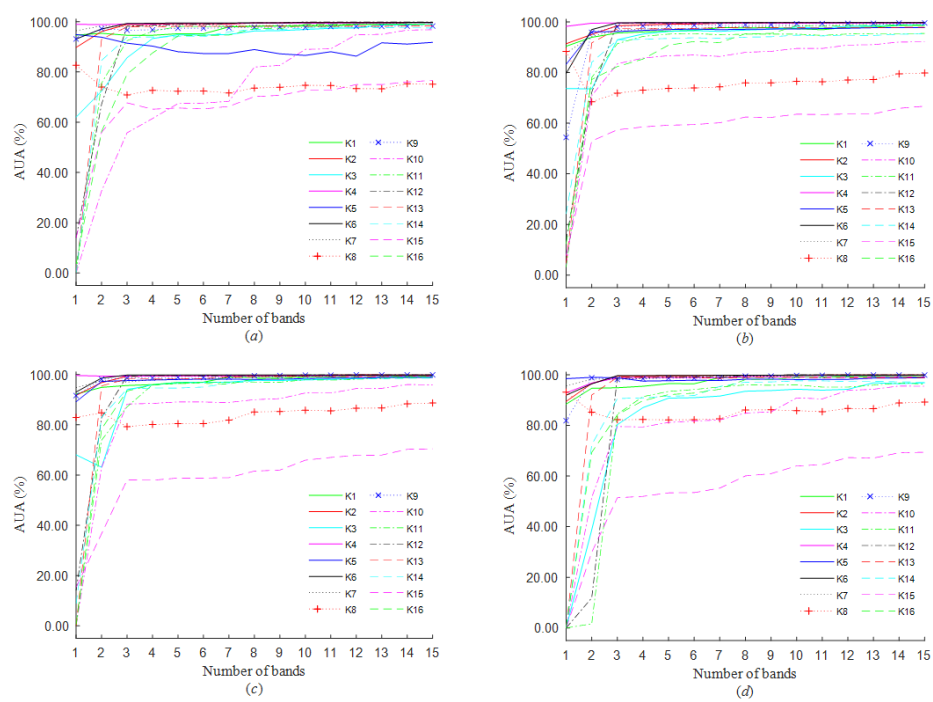 AUA (%)
100.00
80.00
60.00
40.00
20.00
0.00
K1 K9
K2 K10
K3 K11
K4 K12
K5 K13
K6 K14
K7 K15
K8 K16
1 2 3 4 5 6 7 8 9 10 11 12 13 14 15
Number of bands
(a)
AUA (%)
100.00
80.00
60.00
40.00
20.00
0.00
K1 K9
K2 K10
K3 K11
K4 K12
K5 K13
K6 K14
K7 K15
K8 K16
1 2 3 4 5 6 7 8 9 10 11 12 13 14 15
Number of bands
(b)
AUA (%)
100.00
80.00
60.00
40.00
20.00
0.00
K1 K9
K2 K10
K3 K11
K4 K12
K5 K13
K6 K14
K7 K15
K8 K16
1 2 3 4 5 6 7 8 9 10 11 12 13 14 15
Number of bands
(c)
AUA (%)
100.00
80.00
60.00
40.00
20.00
0.00
K1 K9
K2 K10
K3 K11
K4 K12
K5 K13
K6 K14
K7 K15
K8 K16
1 2 3 4 5 6 7 8 9 10 11 12 13 14 15
Number of bands
(d)